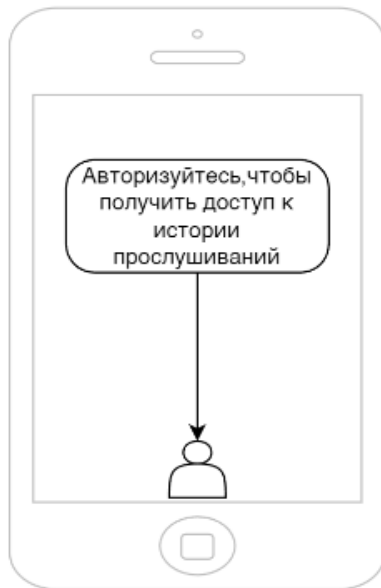 Авторизуйтесь,чтобы
получить доступ к
истории
прослушиваний